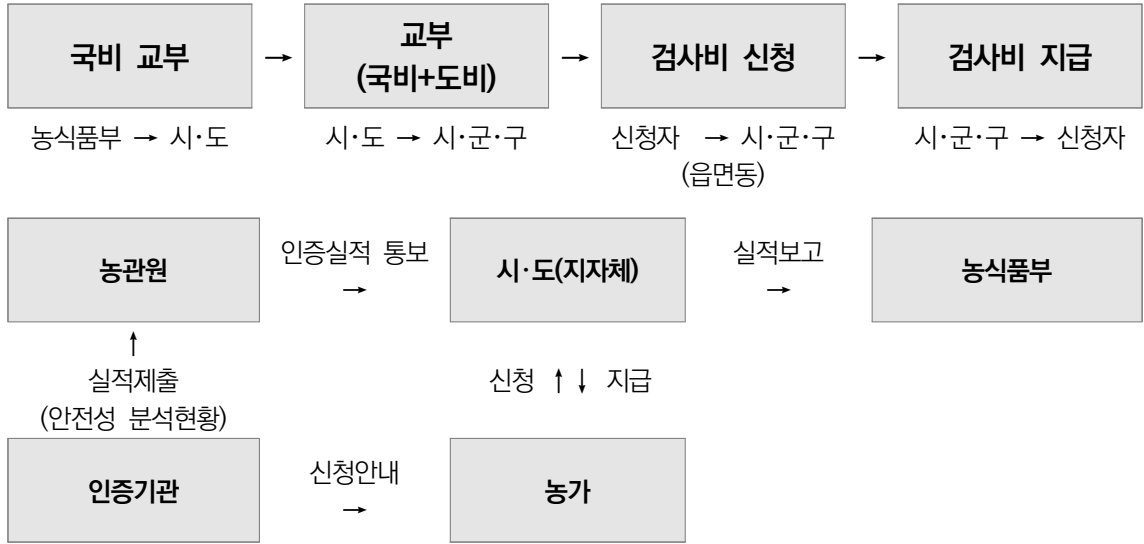 국비 교부 → 교부 → 검사비 신청 → 검사비 지급
(국비+도비)
농식품부 → 시·도 시·도 → 시·군·구 신청자 → 시·군·구 시·군·구 → 신청자
(읍면동)
농관원 인증실적 통보 → 시·도(지자체) 실적보고 → 농식품부
↑
실적제출 신청 ↑↓ 지급
(안전성 분석현황)
인증기관 신청안내 → 농가